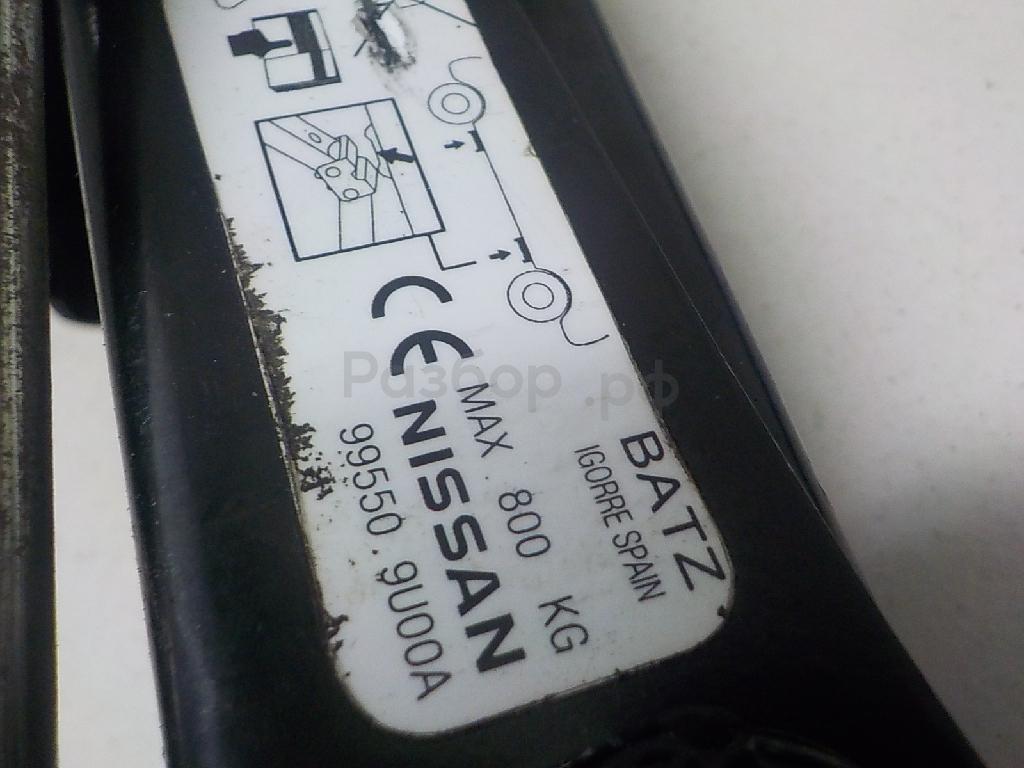 BATZ
IGORRE SPAIN
MAX 800 KG
CE NISSAN
99550.9U00A
Разбор.рф